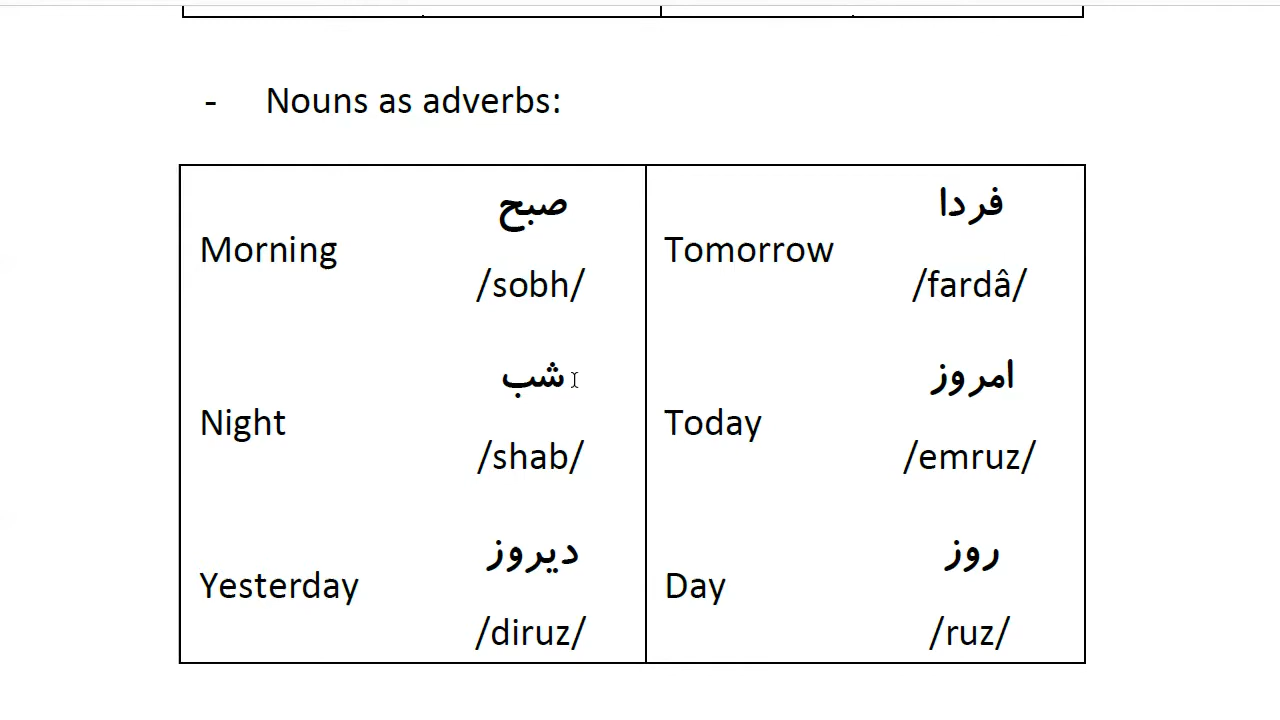 - Nouns as adverbs:
صبح
Morning
/sobh/
فردا
Tomorrow
/fardâ/
شب
Night
/shab/
امروز
Today
/emruz/
دیروز
Yesterday
/diruz/
روز
Day
/ruz/